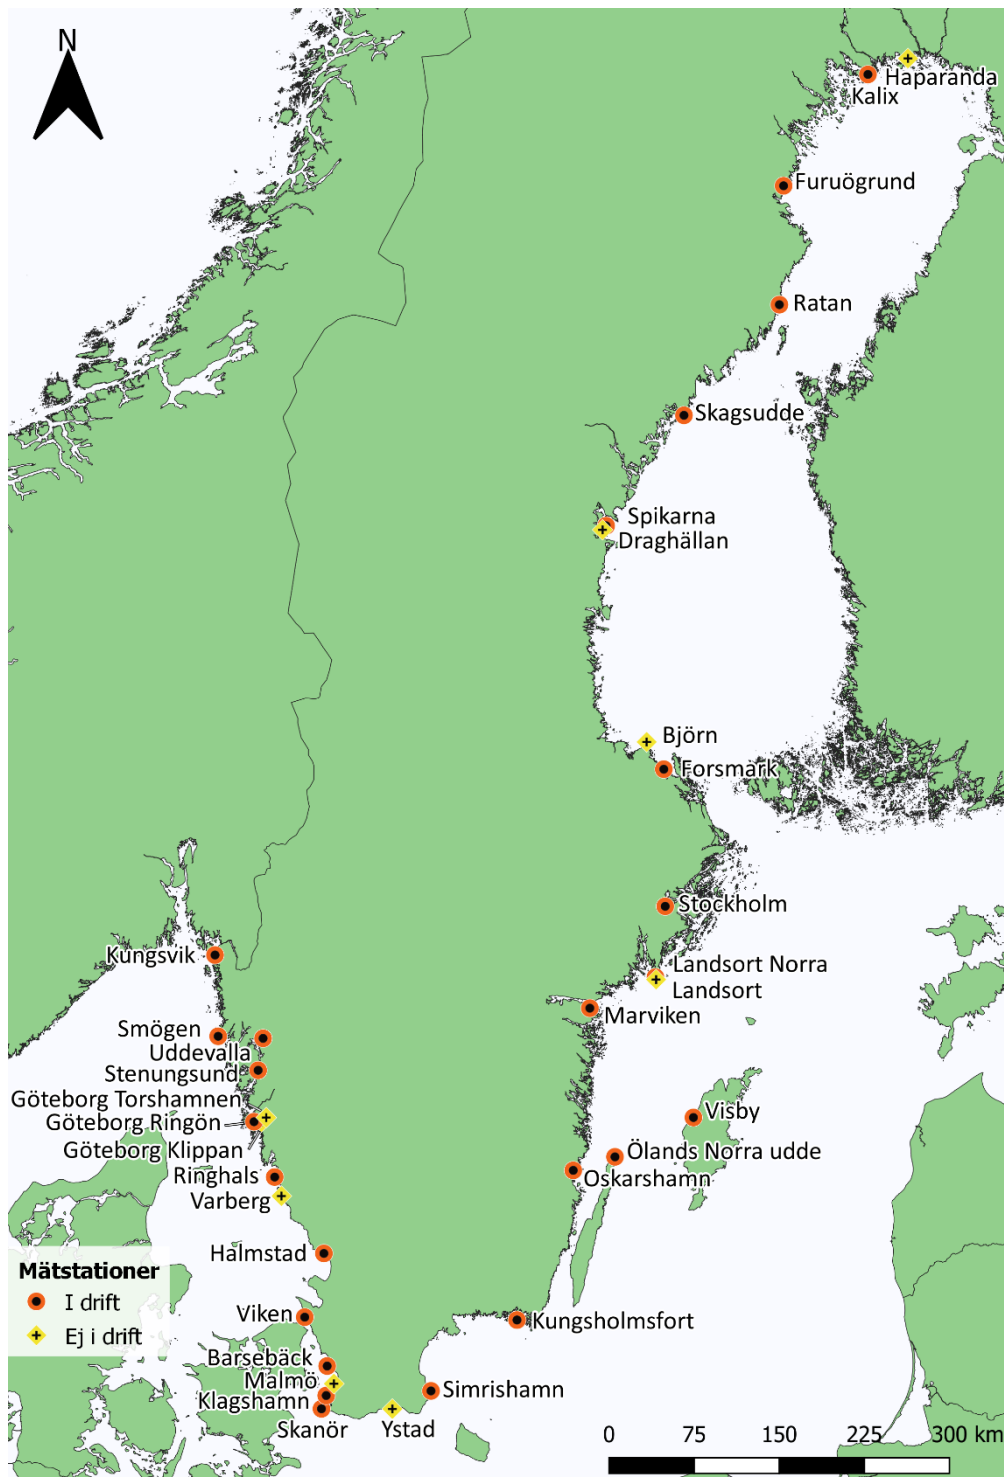 N
Haparanda
Kalix
Furuögrund
Ratan
Skagsudde
Spikarna
Draghällan
Björn
Forsmark
Stockholm
Kungsvik
Landsort Norra
Landsort
Marviken
Smögen
Uddevalla
Stenungsund
Göteborg Torshamnen
Göteborg Ringön
Göteborg Klippan
Visby
Ölands Norra udde
Oskarshamn
Ringhals
Varberg
Halmstad
Mätstationer
I drift
Ej i drift
Viken
Kungsholmsfort
Barsebäck
Malmö
Klagshamn
Skanör
Simrishamn
Ystad
0 75 150 225 300 km